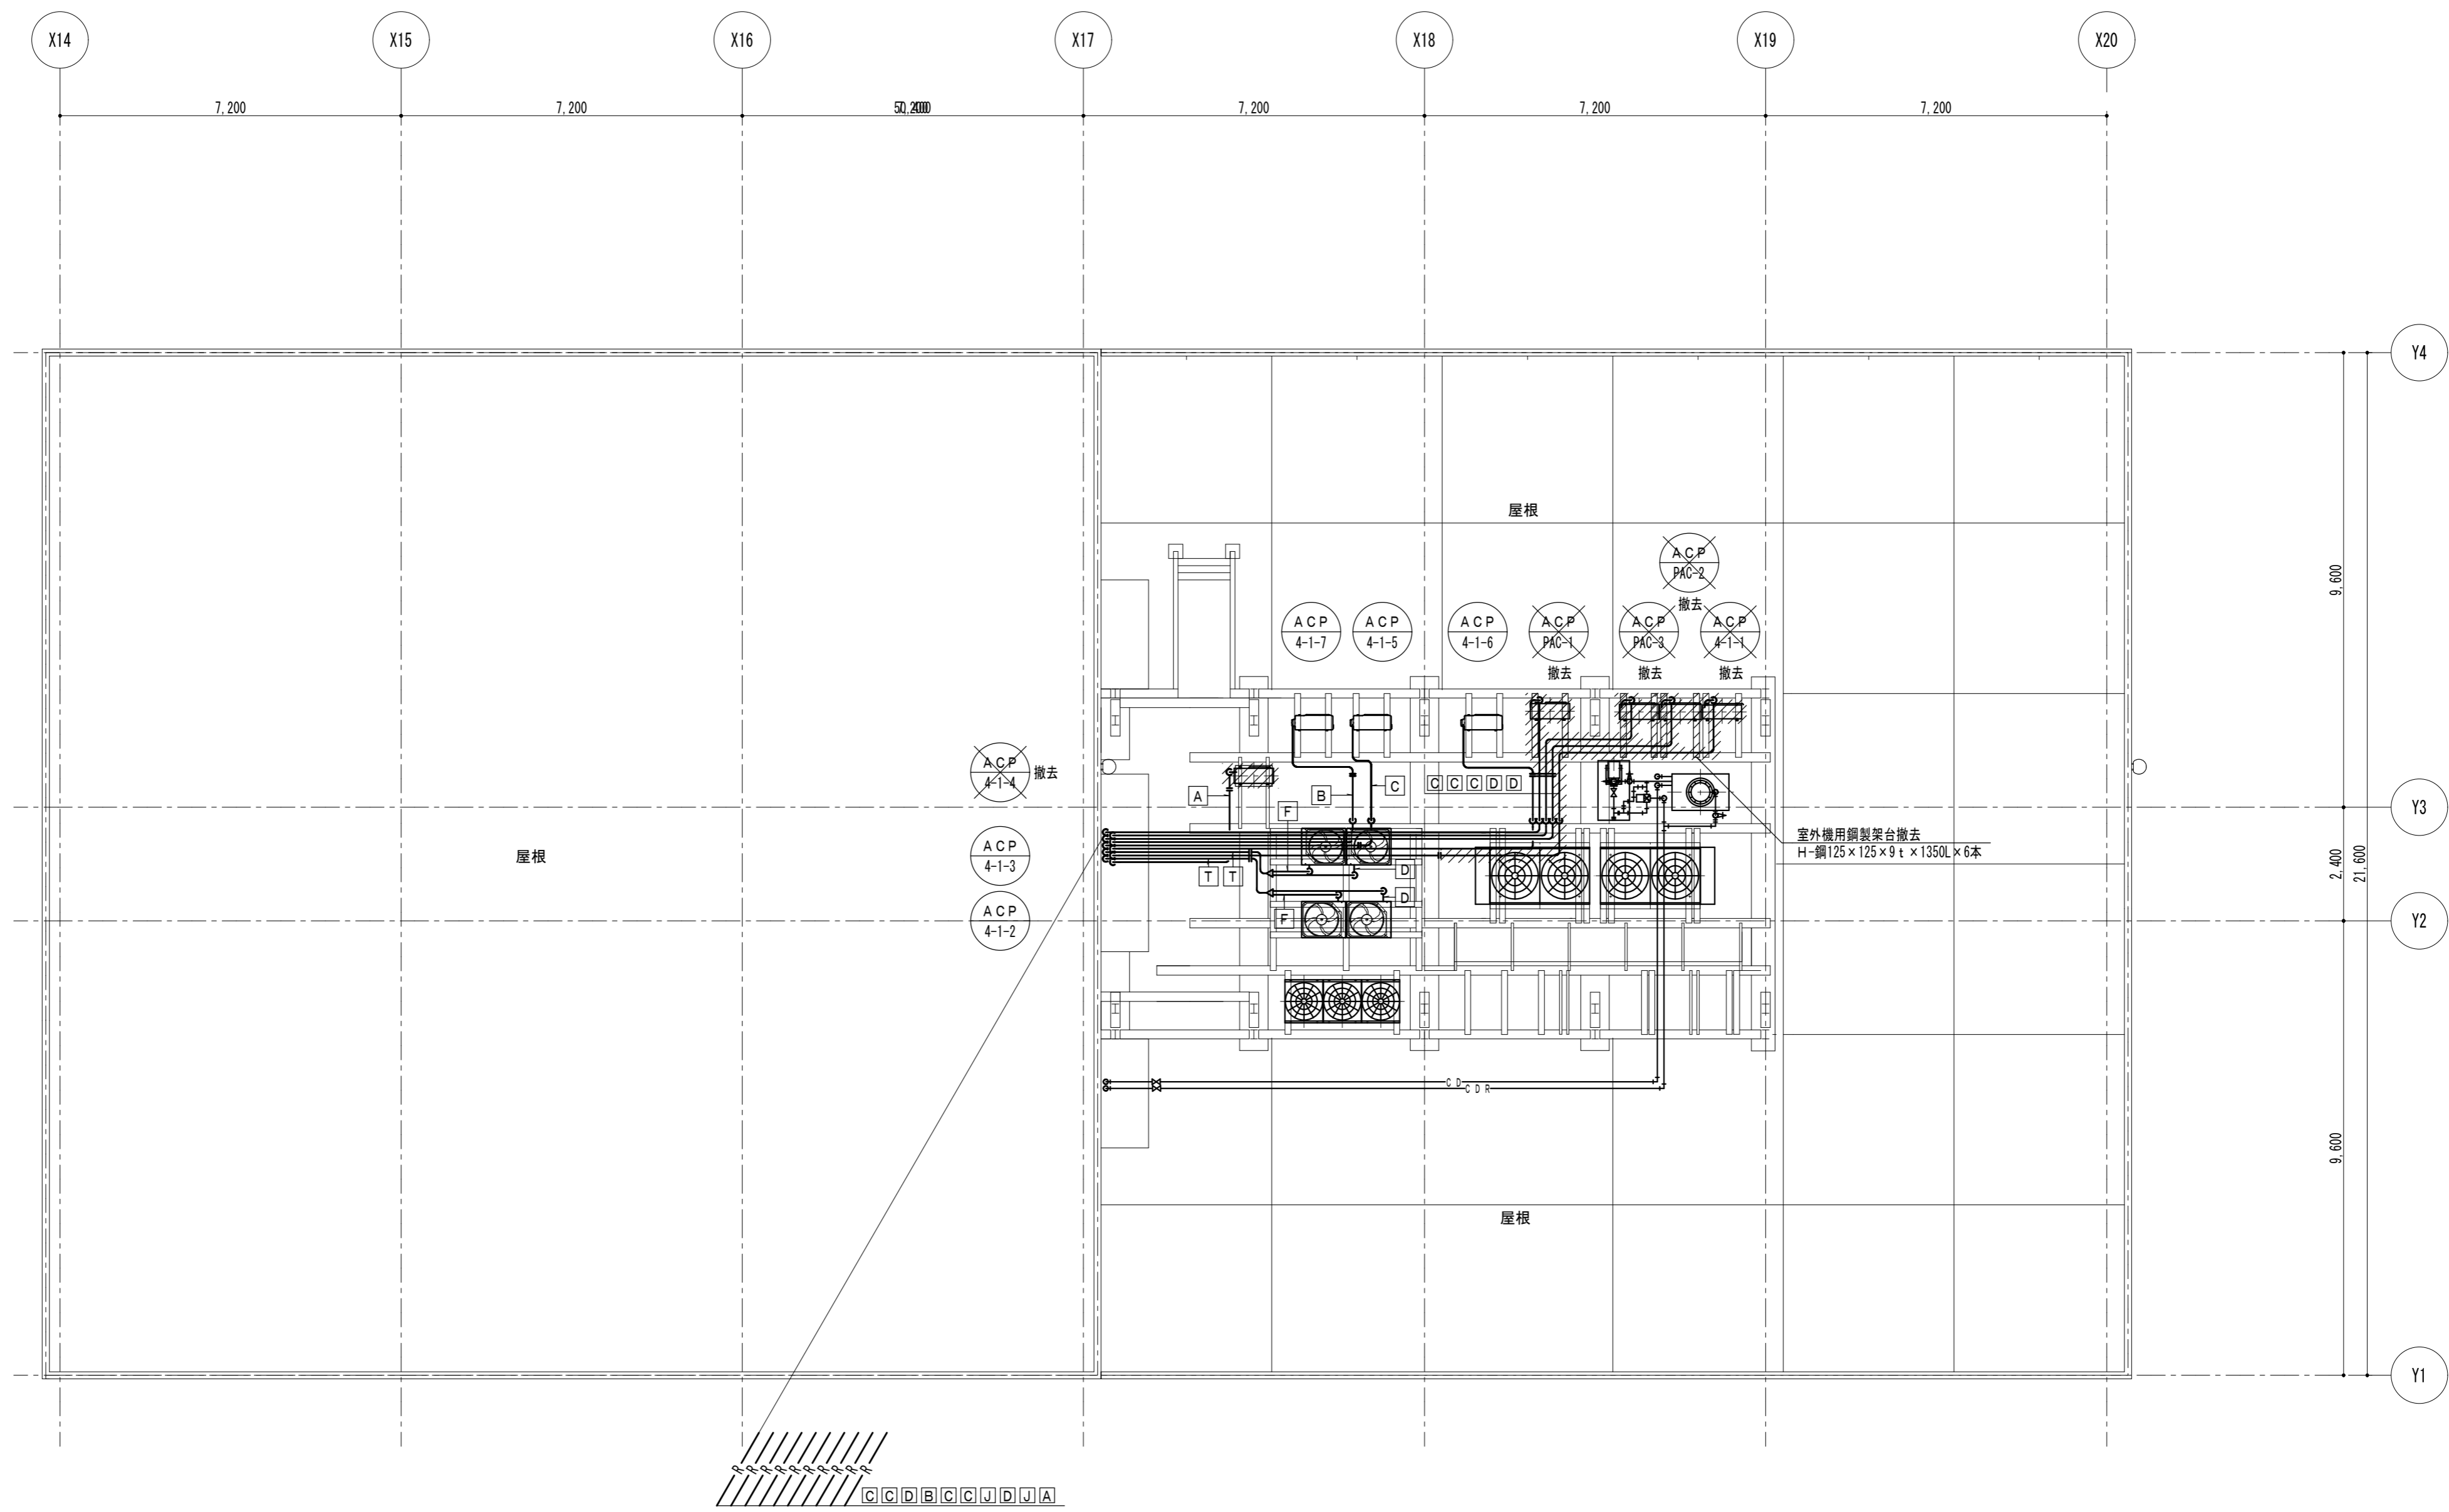 X14 X15 X16 X17 X18 X19 X20
7,200 7,200 7,200 7,200 7,200
Y4
屋根
9,600
ACP
PAC-2
撤去
ACP
4-1-7
ACP
4-1-5
ACP
4-1-6
ACP
PAC-1
撤去
ACP
PAC-3
撤去
ACP
4-1-1
撤去
ACP
4-1-4
撤去
A
F
B
C
C C C D D
Y3
室外機用鋼製架台撤去
H-鋼125×125×9t×1350L×6本
屋根
ACP
4-1-3
T T
D
2,400
21,600
D
F
ACP
4-1-2
Y2
CD
CDR
9,600
屋根
Y1
R R R R R R R R R R
C C D B C C J D J A